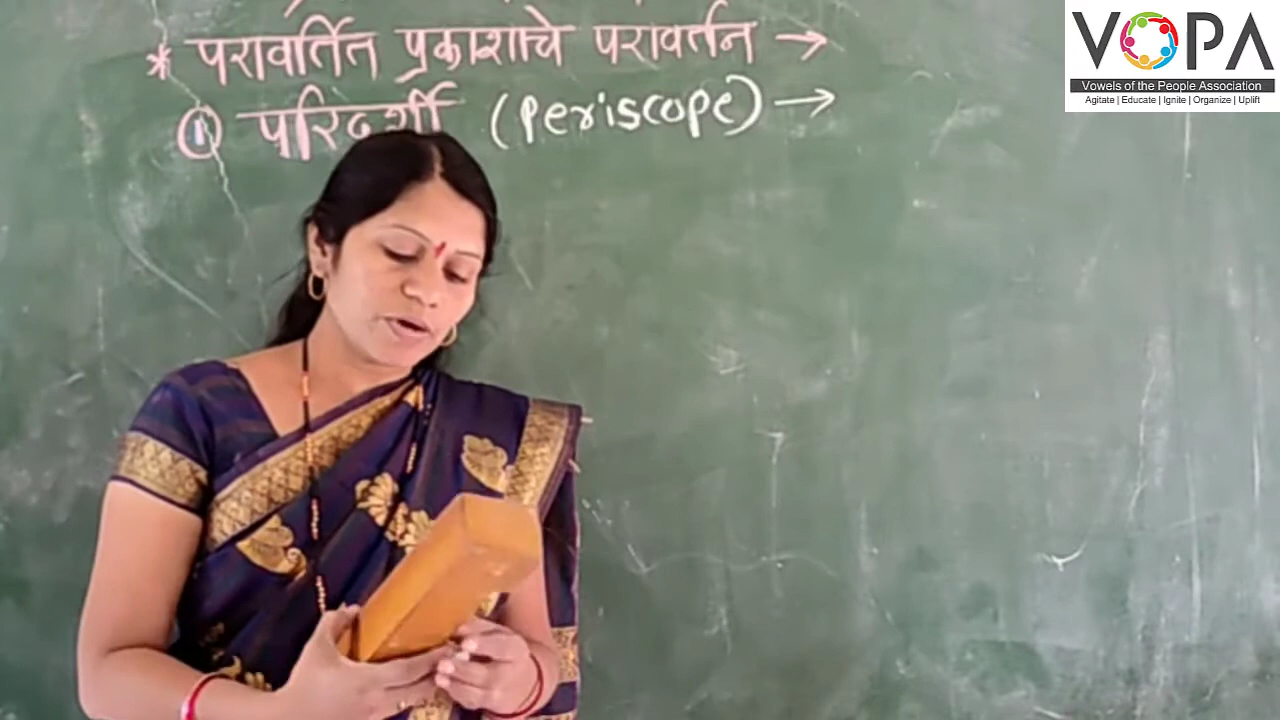 * परावर्तित प्रकाशाचे परावर्तन →
① परिदर्शी (Periscope) →
VOPA
Vowels of the People Association
Agitate | Educate | Ignite | Organize | Uplift